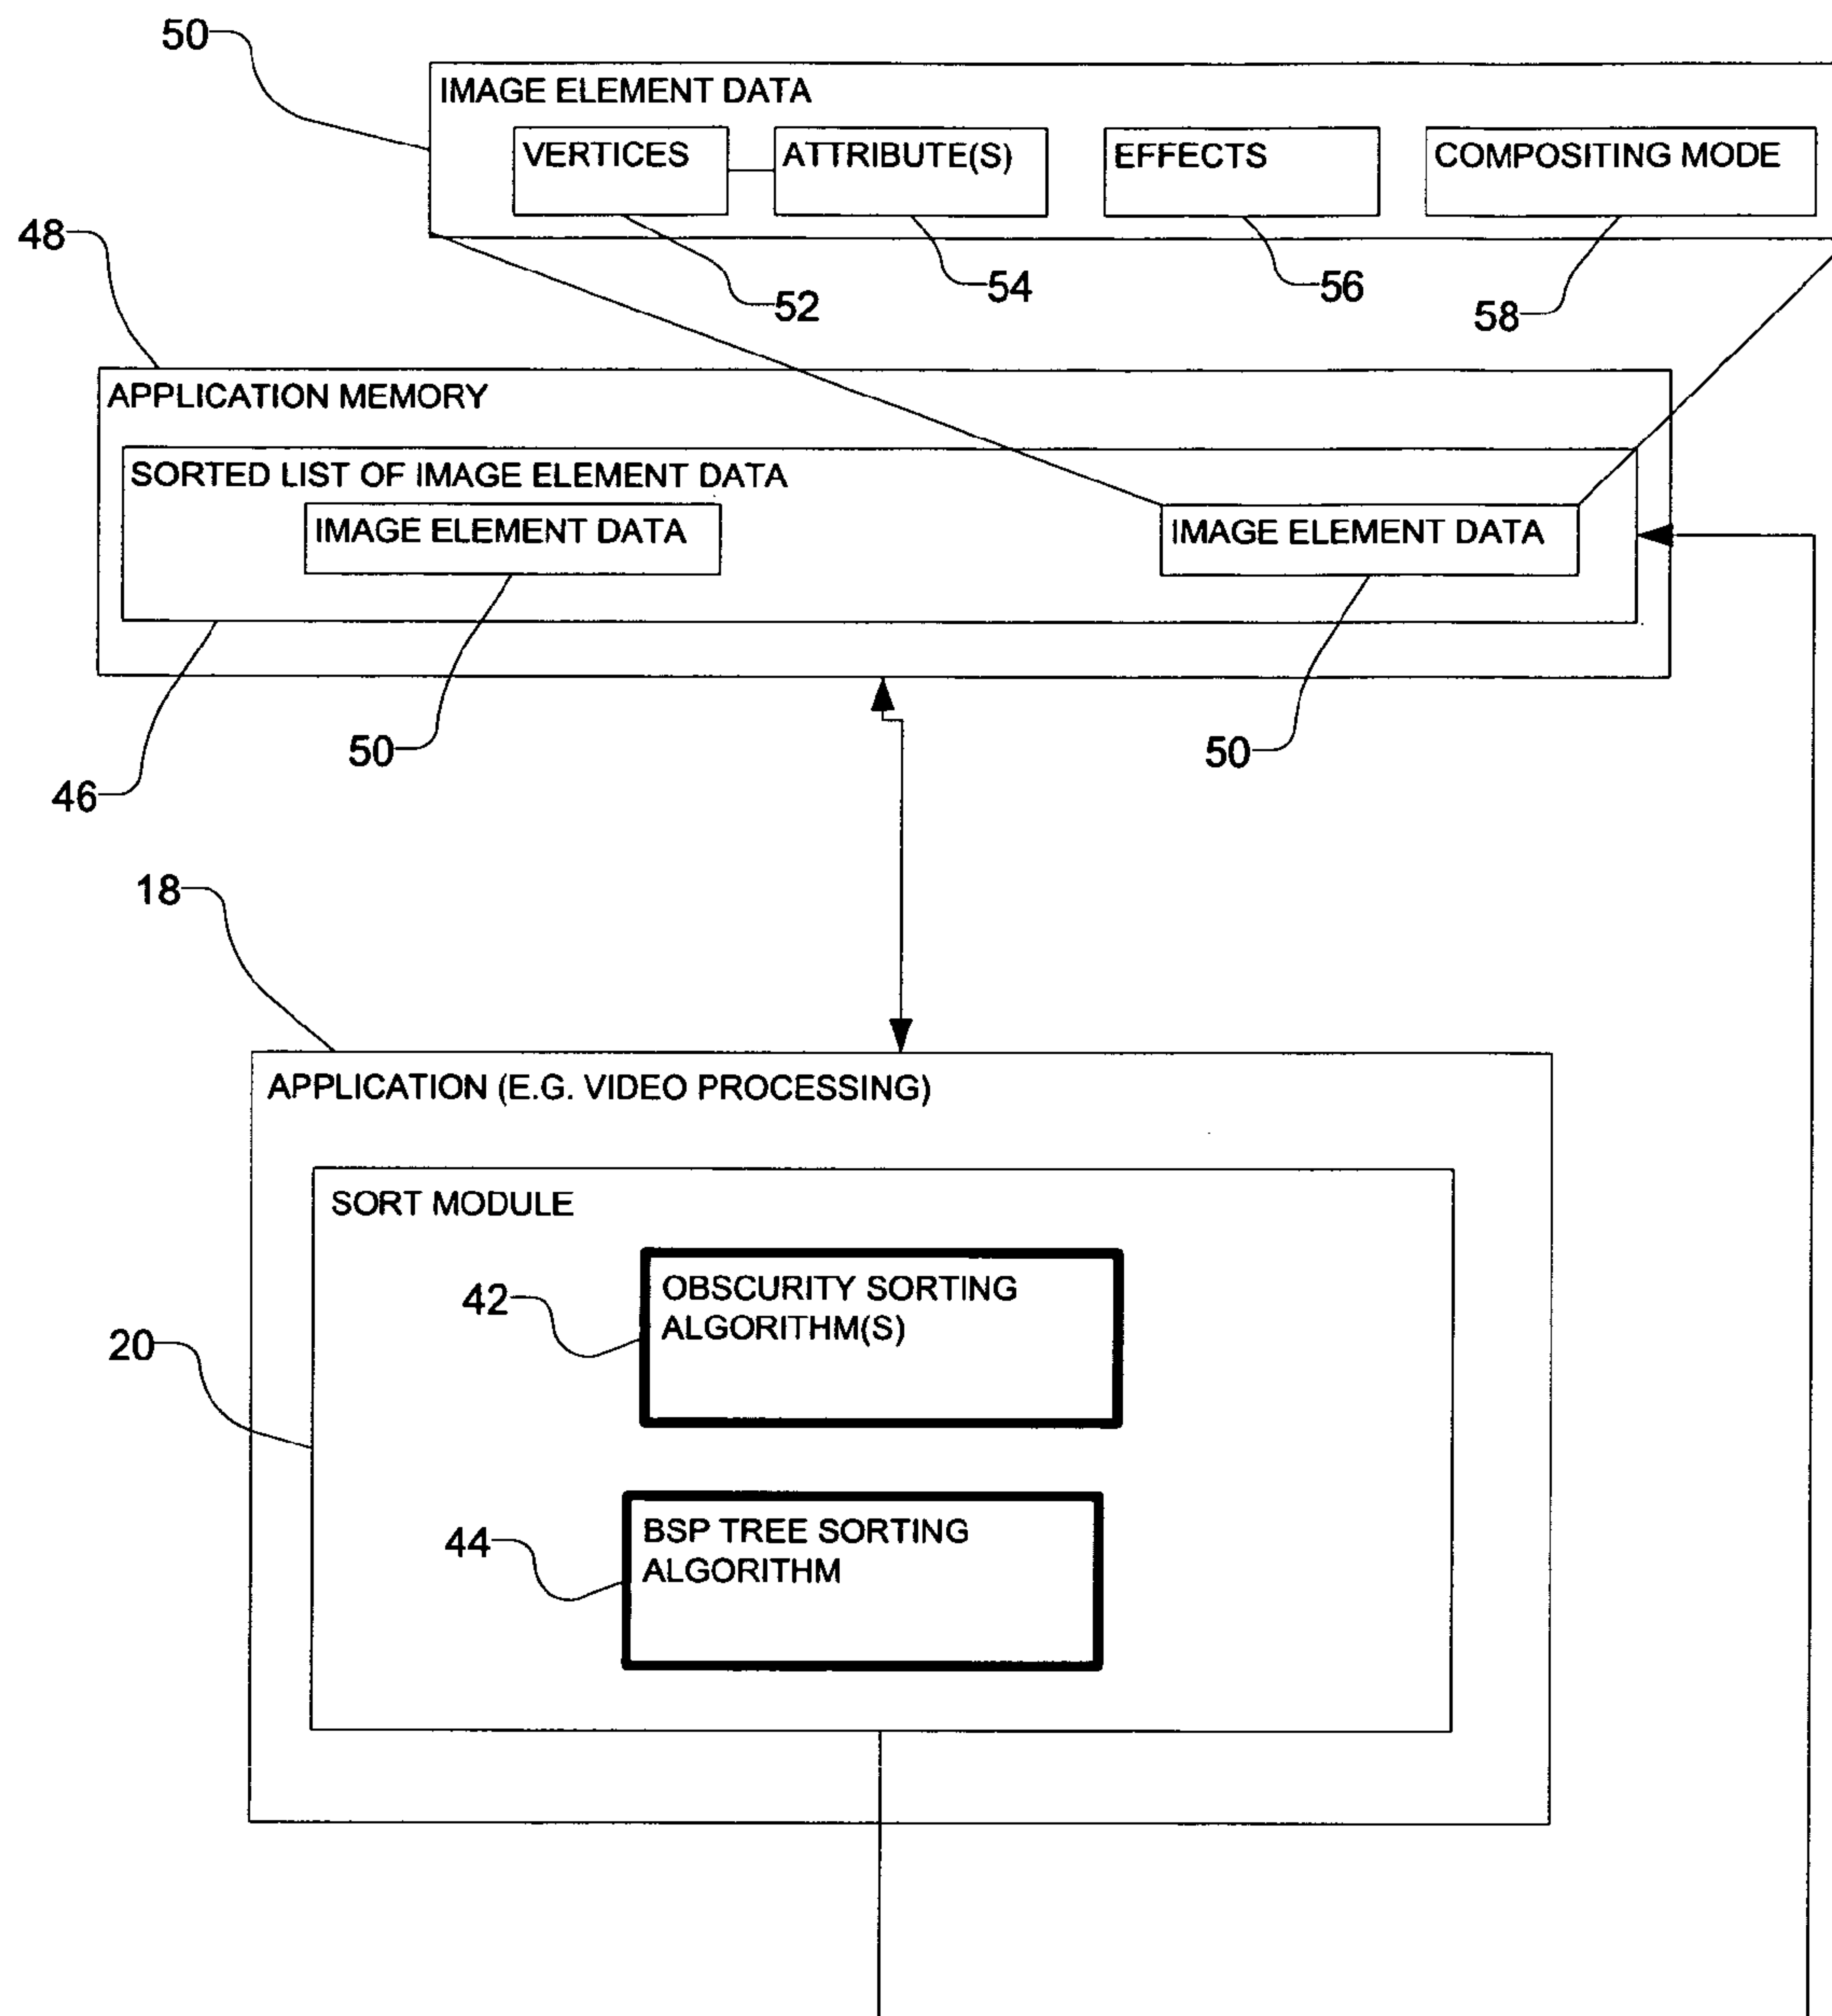 50
IMAGE ELEMENT DATA
VERTICES
ATTRIBUTE(S)
EFFECTS
COMPOSITING MODE
48
52
54
56
58
APPLICATION MEMORY
SORTED LIST OF IMAGE ELEMENT DATA
IMAGE ELEMENT DATA
IMAGE ELEMENT DATA
50
50
46
18
APPLICATION (E.G. VIDEO PROCESSING)
SORT MODULE
42
OBSCURITY SORTING
ALGORITHM(S)
20
44
BSP TREE SORTING
ALGORITHM